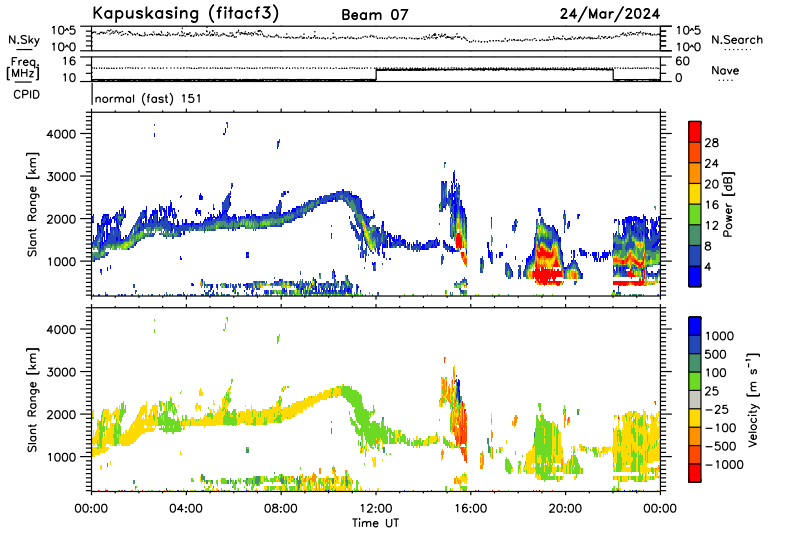 Kapuskasing (fitacf3) Beam 07 24/Mar/2024
N.Sky 10^5 10^0 10^5 10^0 N.Search
Freq. [MHz] 16 10 60 0 Nave
CPID normal (fast) 151
Slant Range [km] 4000 3000 2000 1000
28 24 20 16 12 8 4 Power [dB]
Slant Range [km] 4000 3000 2000 1000
1000 500 100 25 −25 −100 −500 −1000 Velocity [m s⁻¹]
00:00 04:00 08:00 12:00 16:00 20:00 00:00
Time UT